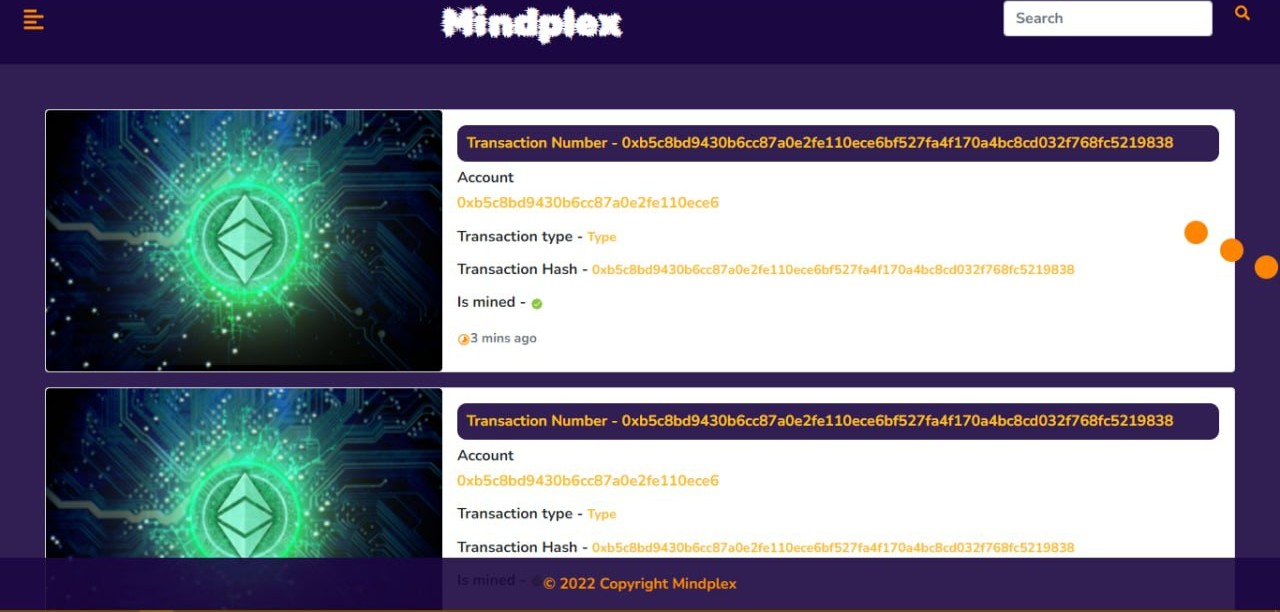 Mindplex
Search
Transaction Number - 0xb5c8bd9430b6cc87a0e2fe110ece6bf527fa4f170a4bc8cd032f768fc5219838
Account
0xb5c8bd9430b6cc87a0e2fe110ece6
Transaction type - Type
Transaction Hash - 0xb5c8bd9430b6cc87a0e2fe110ece6bf527fa4f170a4bc8cd032f768fc5219838
Is mined -
3 mins ago
Transaction Number - 0xb5c8bd9430b6cc87a0e2fe110ece6bf527fa4f170a4bc8cd032f768fc5219838
Account
0xb5c8bd9430b6cc87a0e2fe110ece6
Transaction type - Type
Transaction Hash - 0xb5c8bd9430b6cc87a0e2fe110ece6bf527fa4f170a4bc8cd032f768fc5219838
Is mined -
© 2022 Copyright Mindplex